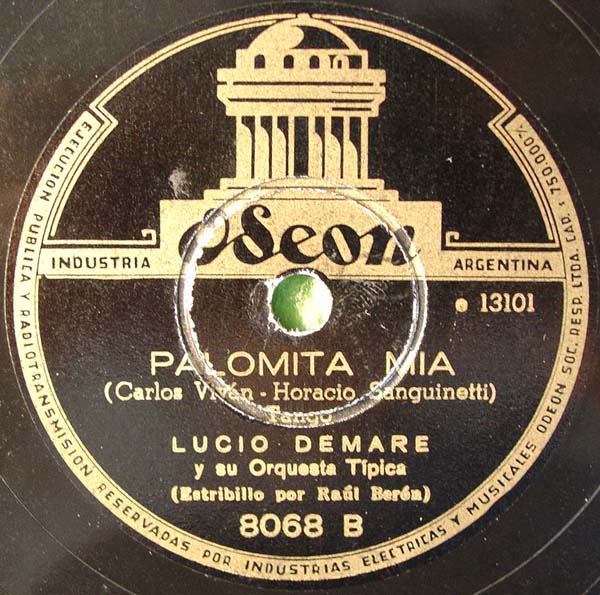 Odeon
INDUSTRIA ARGENTINA
e 13101
PALOMITA MIA
(Carlos Viván - Horacio Sanguinetti)
Tango
LUCIO DEMARE
y su Orquesta Típica
(Estribillo por Raúl Berón)
8068 B
EJECUCION PUBLICA Y RADIOTRANSMISION RESERVADAS POR INDUSTRIAS ELECTRICAS Y MUSICALES ODEON SOC. RESP. LTDA CAP. $ 750.000 m/n